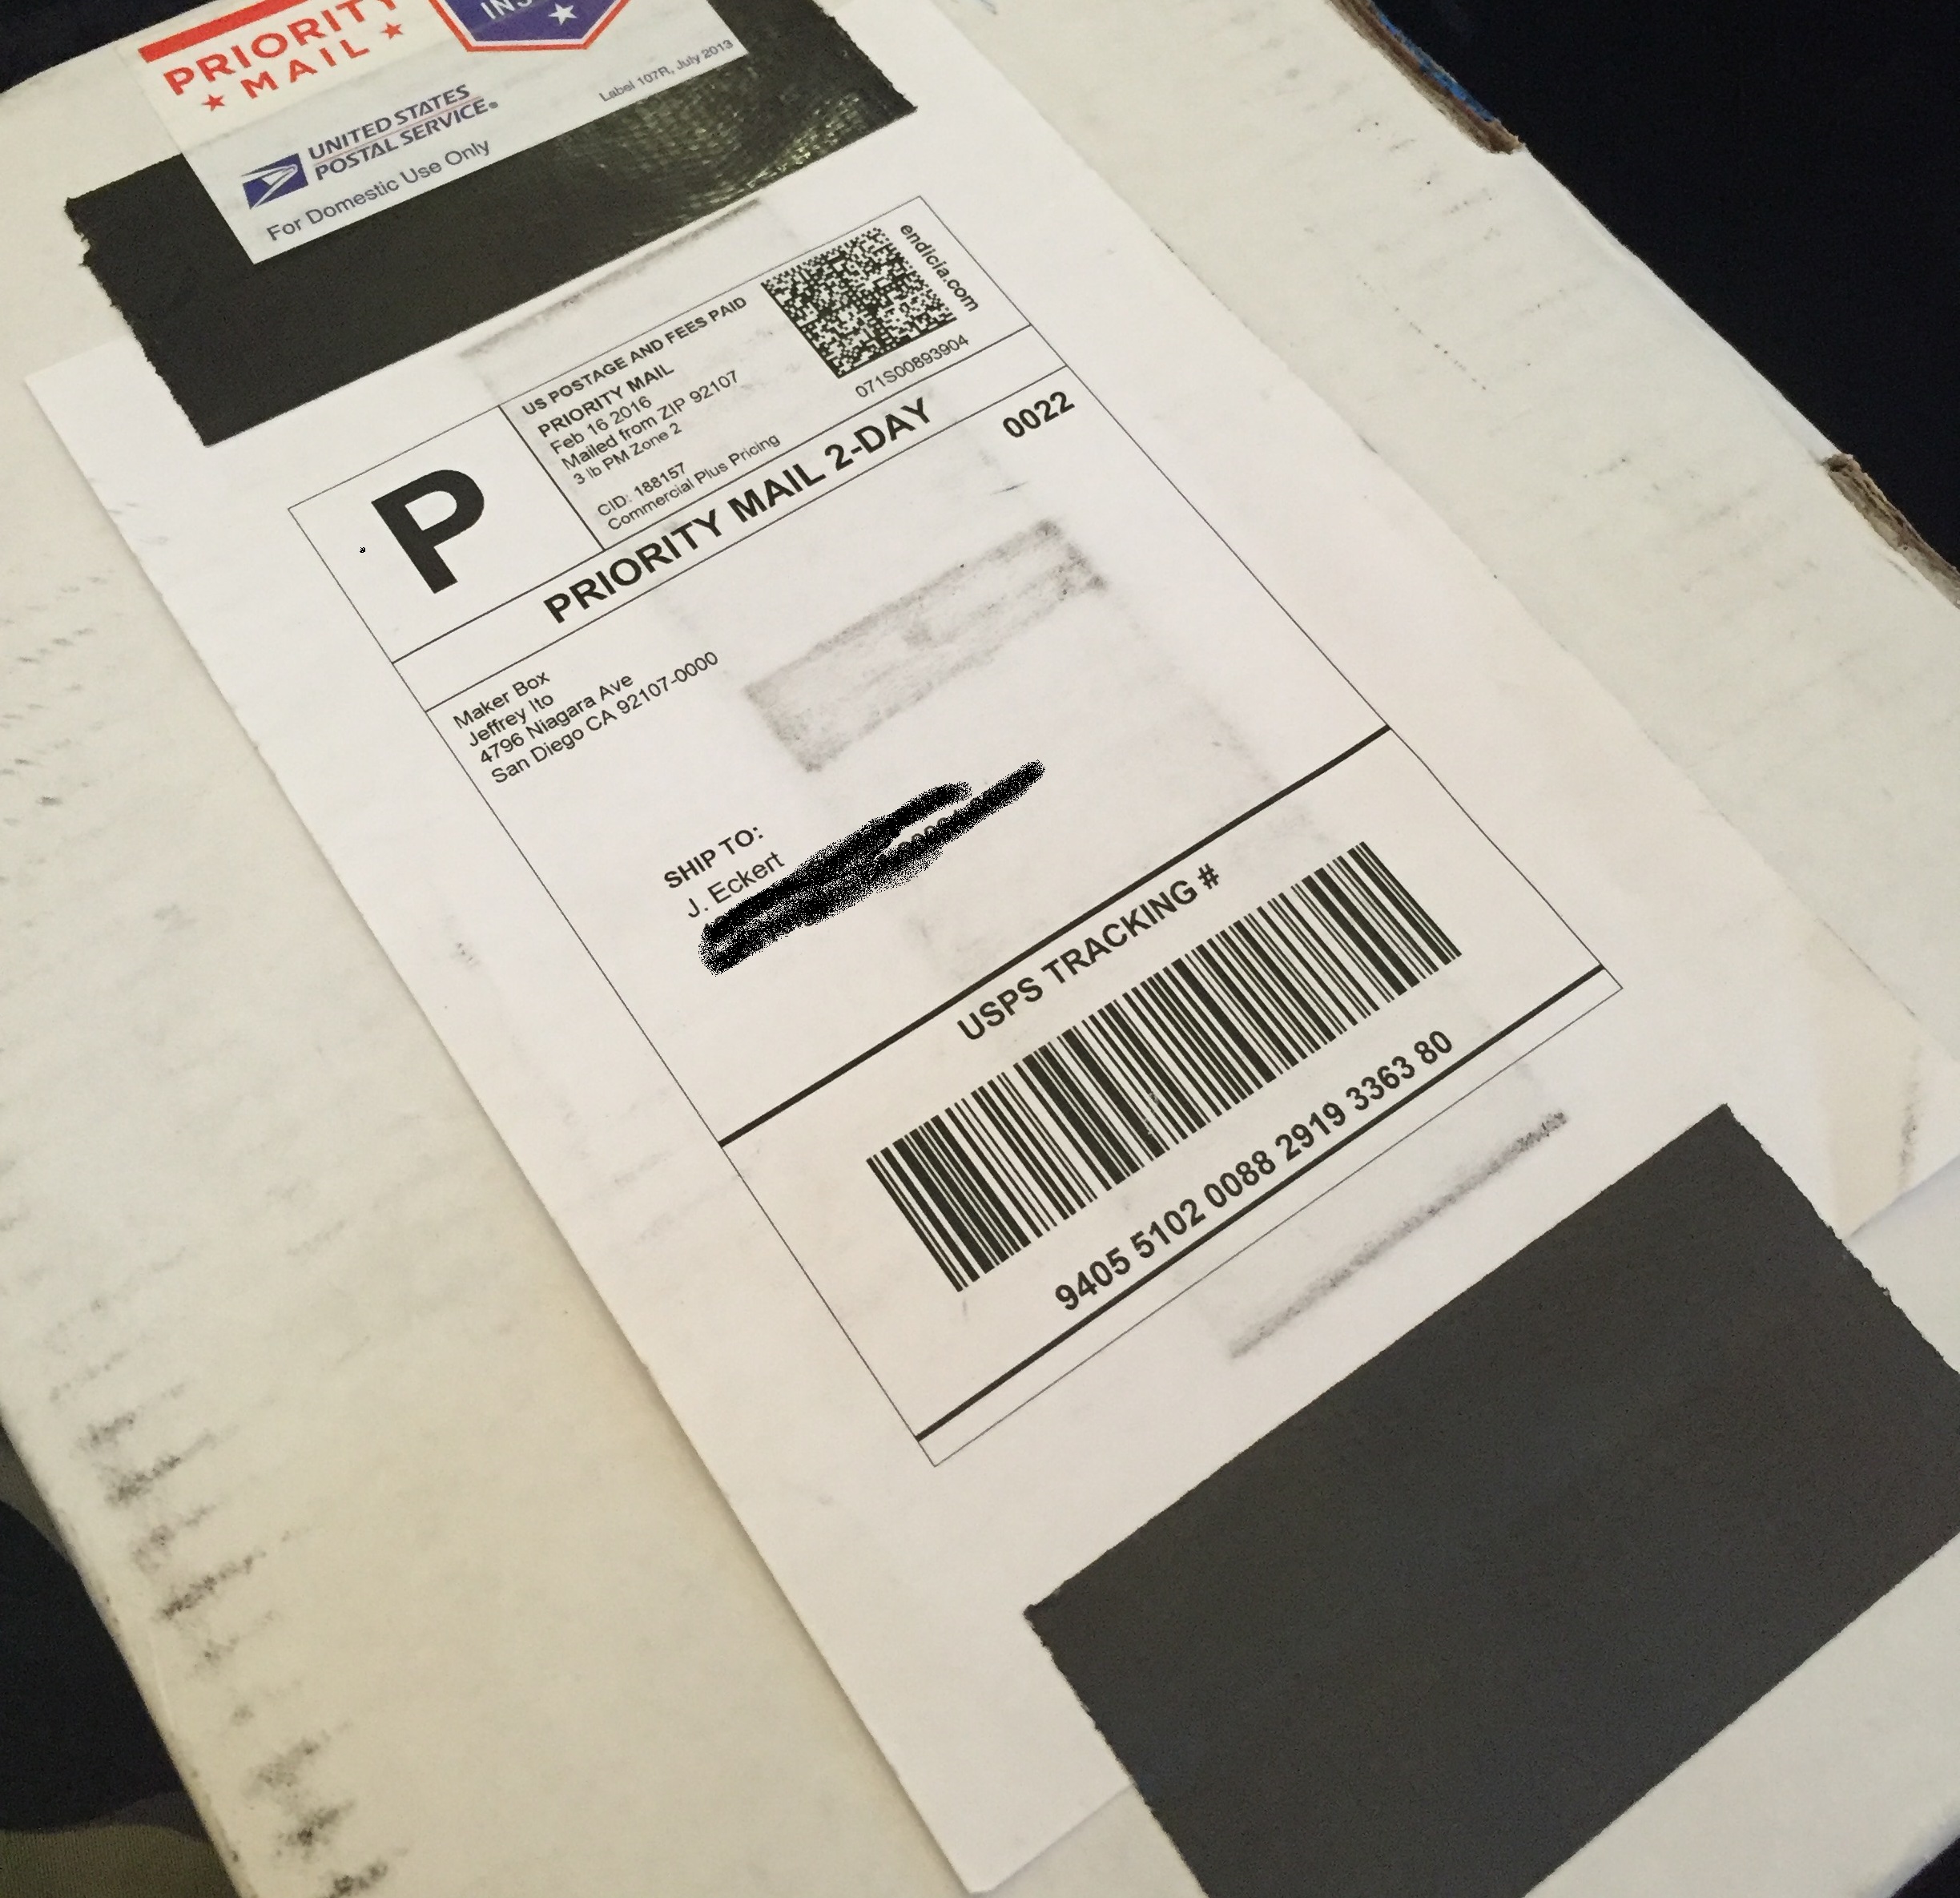 PRIORITY
★ MAIL ★
UNITED STATES
POSTAL SERVICE®
For Domestic Use Only
Label 107R, July 2013
P
US POSTAGE AND FEES PAID
PRIORITY MAIL
Feb 16 2016
Mailed from ZIP 92107
3 lb PM Zone 2
CID: 188157
Commercial Plus Pricing
endicia.com
071S00893904
PRIORITY MAIL 2-DAY
0022
Maker Box
Jeffrey Ito
4796 Niagara Ave
San Diego CA 92107-0000
SHIP TO:
J. Eckert
USPS TRACKING #
9405 5102 0088 2919 3363 80